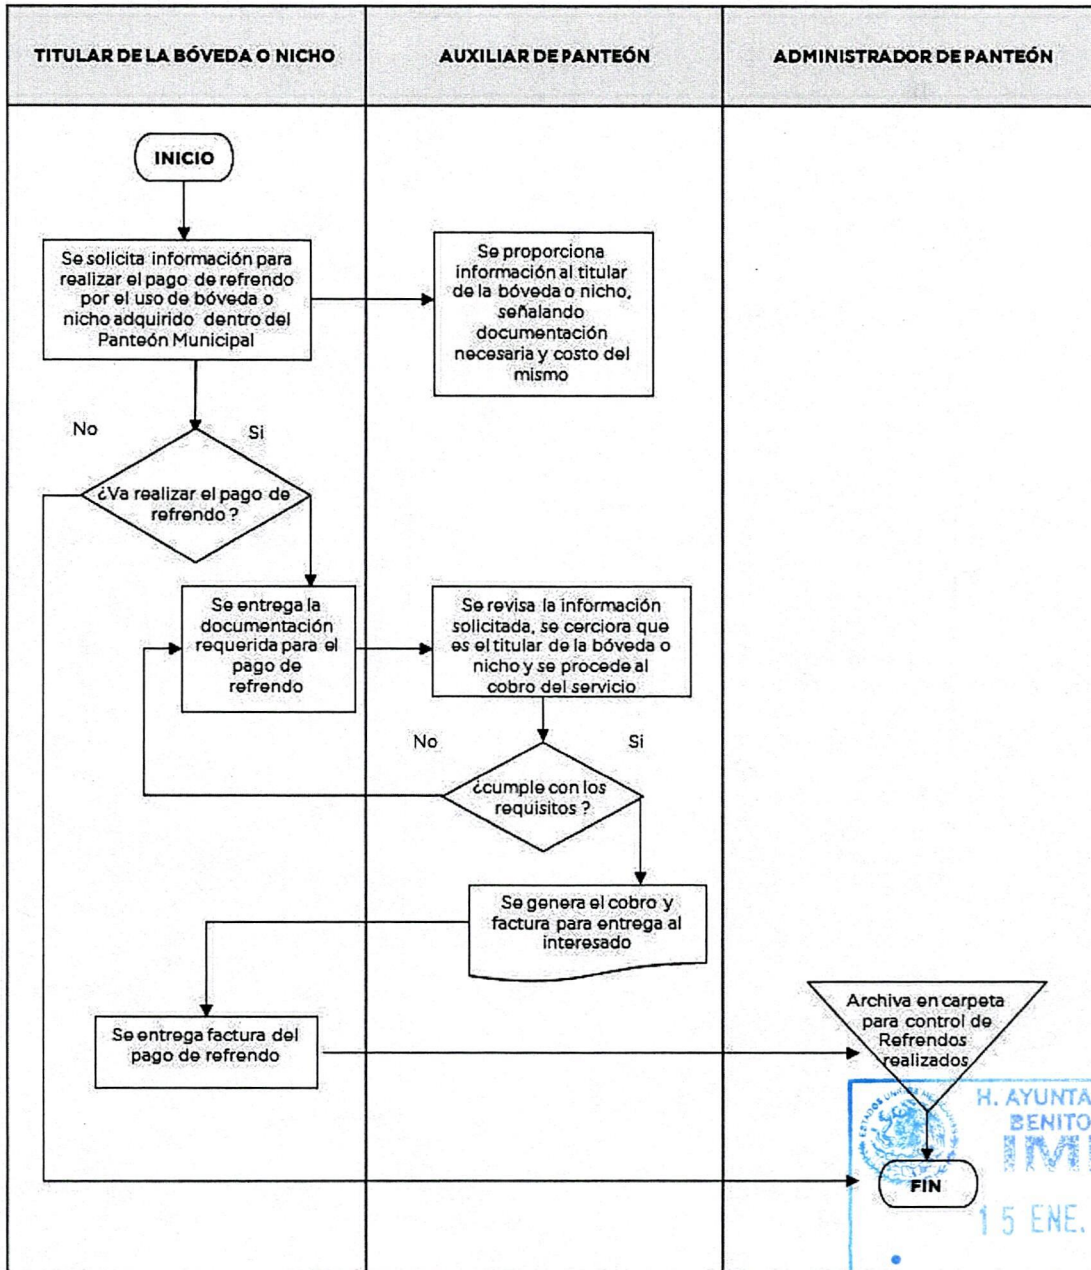 TITULAR DE LA BÓVEDA O NICHO
AUXILIAR DE PANTEÓN
ADMINISTRADOR DE PANTEÓN
INICIO
Se solicita información para
realizar el pago de refrendo
por el uso de bóveda o
nicho adquirido dentro del
Panteón Municipal
Se proporciona
información al titular
de la bóveda o nicho,
señalando
documentación
necesaria y costo del
mismo
No
Si
¿Va realizar el pago de
refrendo ?
Se entrega la
documentación
requerida para el
pago de
refrendo
Se revisa la información
solicitada, se cerciora que
es el titular de la bóveda o
nicho y se procede al
cobro del servicio
No
Si
¿cumple con los
requisitos ?
Se genera el cobro y
factura para entrega al
interesado
Se entrega factura del
pago de refrendo
Archiva en carpeta
para control de
Refrendos
realizados
H. AYUNTA
BENITO
FIN
15 ENE.